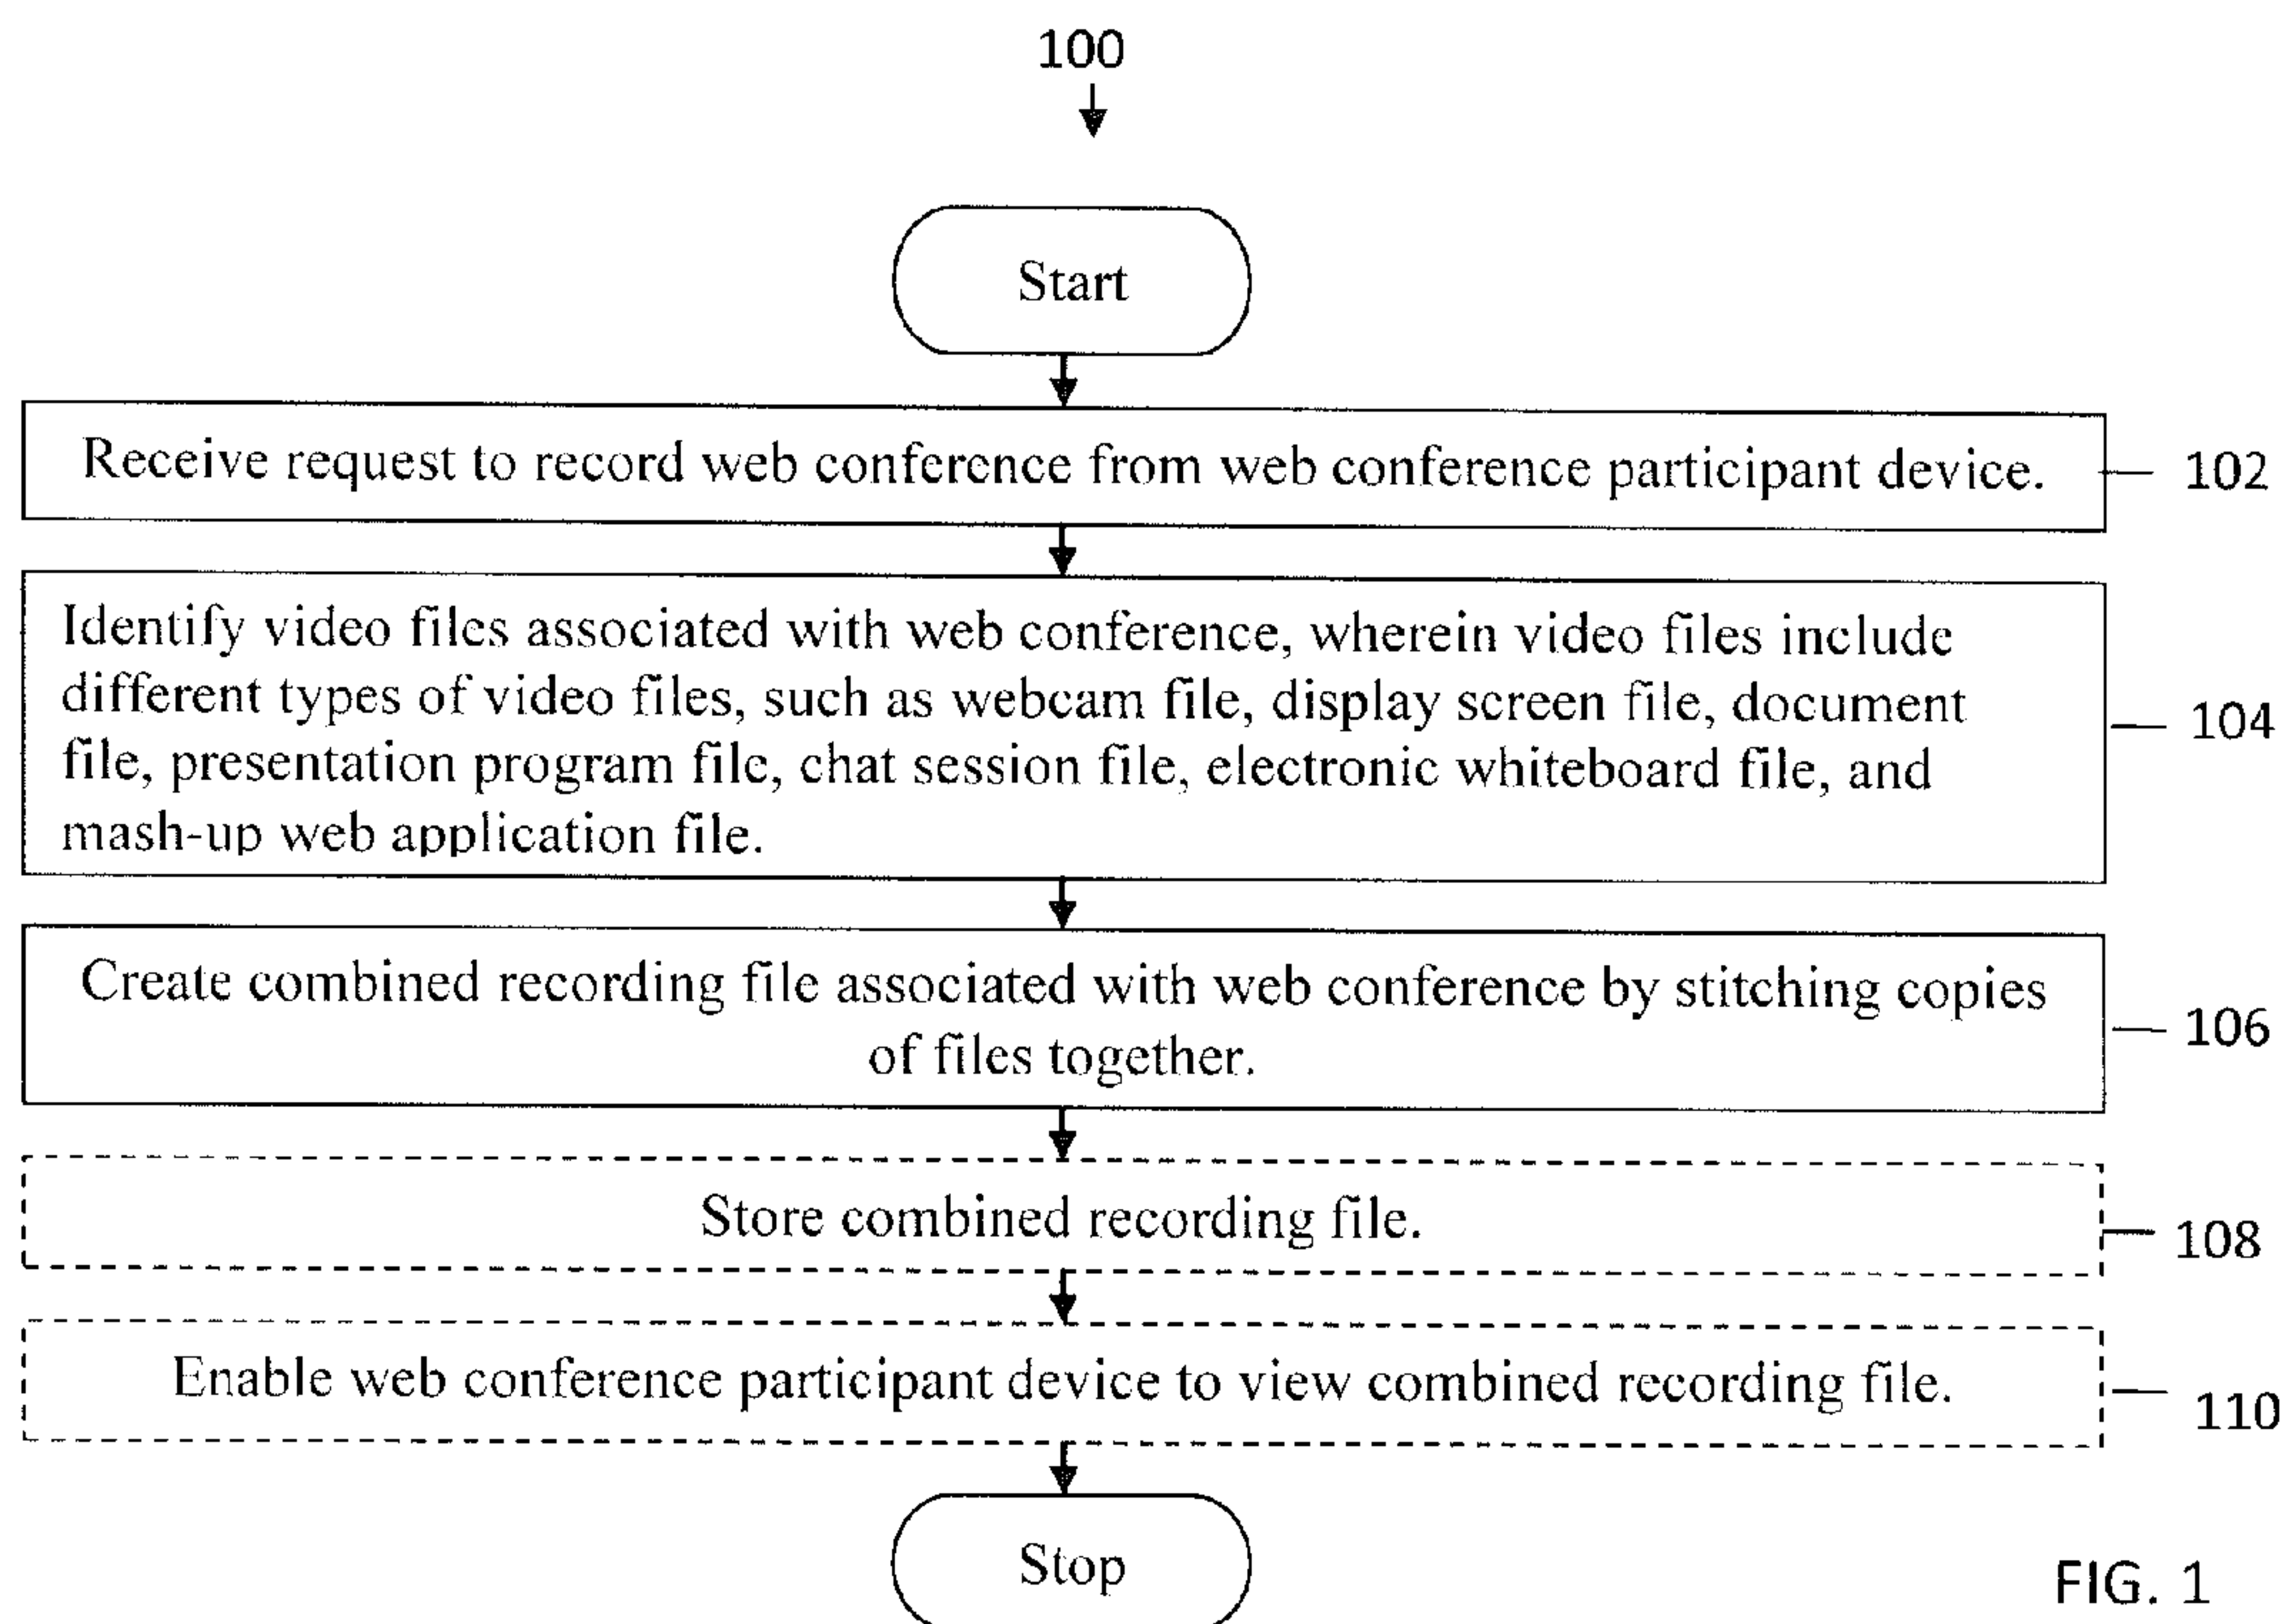 100
Start
Receive request to record web conference from web conference participant device.
102
Identify video files associated with web conference, wherein video files include
different types of video files, such as webcam file, display screen file, document
file, presentation program file, chat session file, electronic whiteboard file, and
mash-up web application file.
104
Create combined recording file associated with web conference by stitching copies
of files together.
106
Store combined recording file.
108
Enable web conference participant device to view combined recording file.
110
Stop
FIG. 1